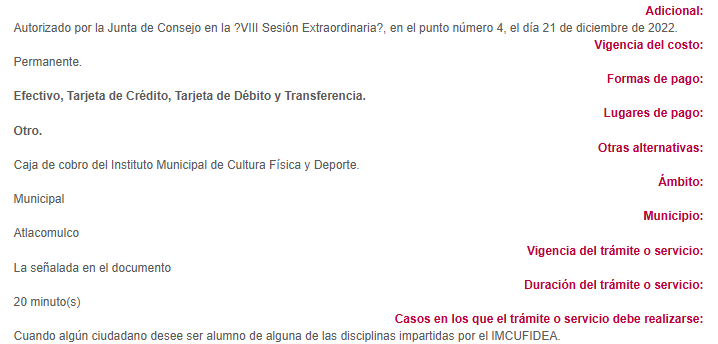 Adicional:
Autorizado por la Junta de Consejo en la ?VIII Sesión Extraordinaria?, en el punto número 4, el día 21 de diciembre de 2022.
Vigencia del costo:
Permanente.
Formas de pago:
Efectivo, Tarjeta de Crédito, Tarjeta de Débito y Transferencia.
Lugares de pago:
Otro.
Otras alternativas:
Caja de cobro del Instituto Municipal de Cultura Física y Deporte.
Ámbito:
Municipal
Municipio:
Atlacomulco
Vigencia del trámite o servicio:
La señalada en el documento
Duración del trámite o servicio:
20 minuto(s)
Casos en los que el trámite o servicio debe realizarse:
Cuando algún ciudadano desee ser alumno de alguna de las disciplinas impartidas por el IMCUFIDEA.